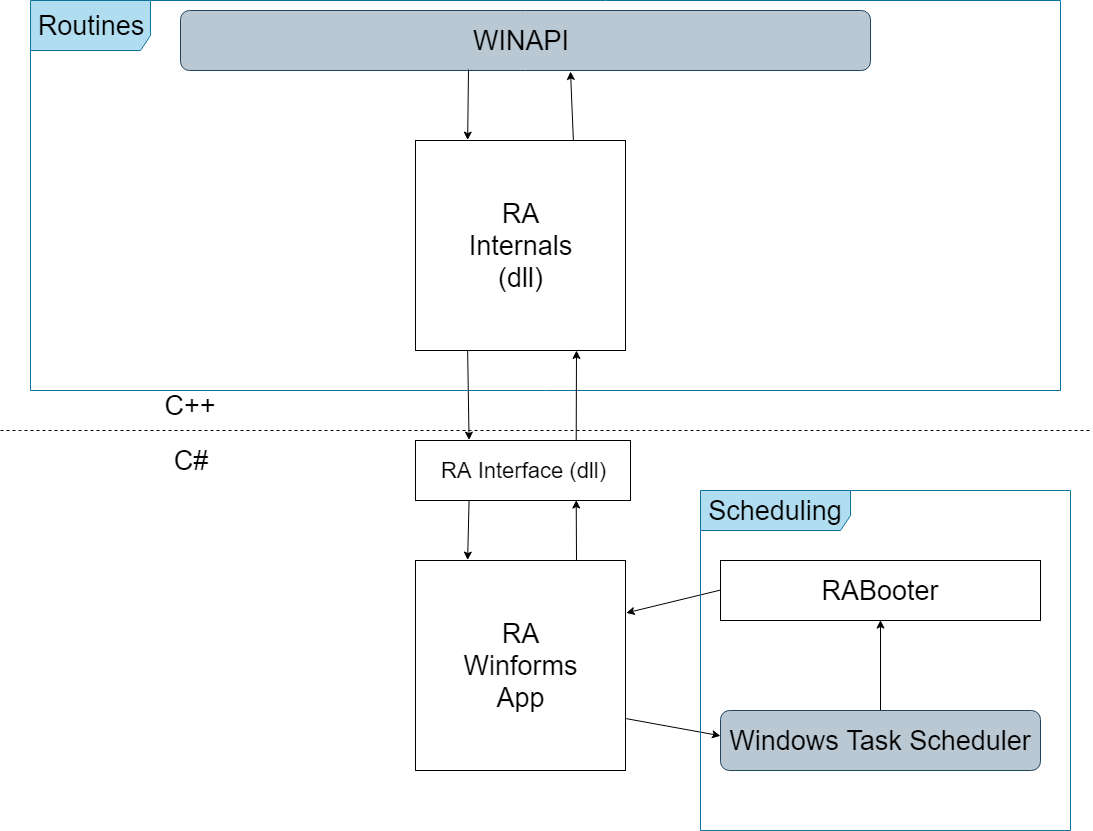 Routines
WINAPI
RA
Internals
(dll)
C++
C#
RA Interface (dll)
Scheduling
RABooter
RA
Winforms
App
Windows Task Scheduler